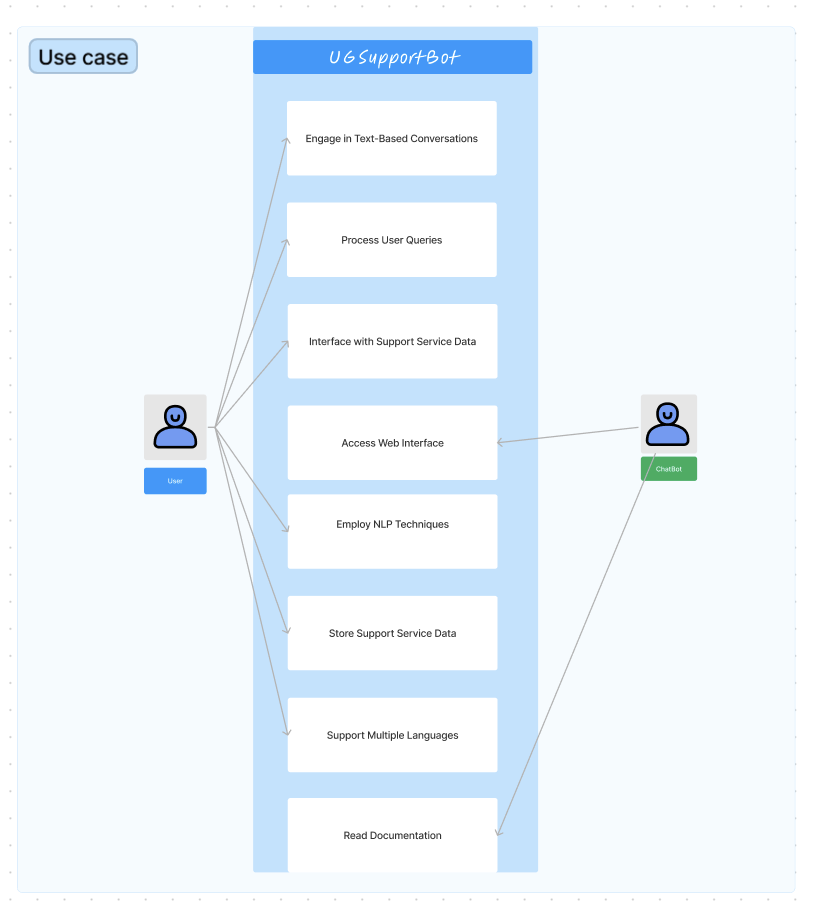 Use case
UGSupportBot
Engage in Text-Based Conversations
Process User Queries
Interface with Support Service Data
Access Web Interface
Employ NLP Techniques
Store Support Service Data
Support Multiple Languages
Read Documentation
User
ChatBot